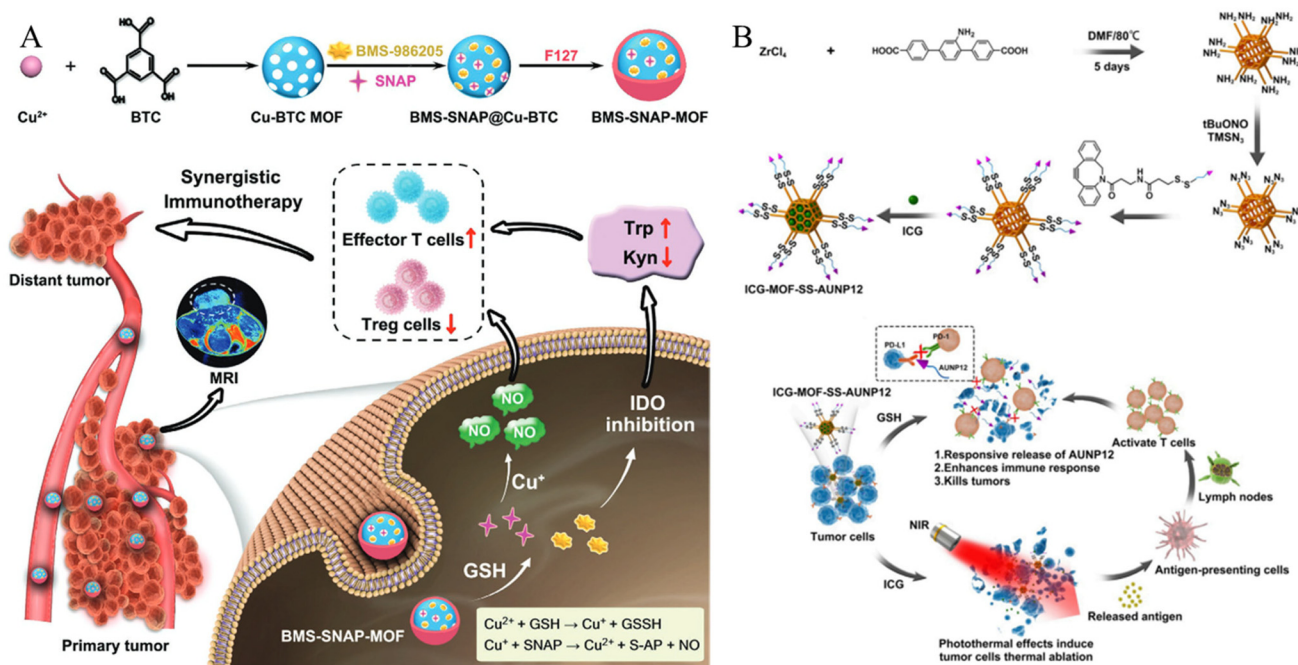 A
HO
O
O
OH
OH
O
Cu²⁺
+
BTC
Cu-BTC MOF
BMS-986205
SNAP
BMS-SNAP@Cu-BTC
F127
BMS-SNAP-MOF
Synergistic
Immunotherapy
Distant tumor
MRI
Primary tumor
Effector T cells↑
Treg cells↓
Trp ↑
Kyn ↓
NO
NO
NO
IDO
inhibition
Cu⁺
GSH
BMS-SNAP-MOF
Cu²⁺ + GSH → Cu⁺ + GSSH
Cu⁺ + SNAP → Cu²⁺ + S-AP + NO
B
ZrCl₄
+
HOOC
NH₂
COOH
DMF/80℃
5 days
NH₂
tBuONO
TMSN₃
N₃
N
O
H
N
O
S
S
S-S
ICG
ICG-MOF-SS-AUNP12
PD-L1
PD-1
AUNP12
ICG-MOF-SS-AUNP12
GSH
Tumor cells
1.Responsive release of AUNP12
2.Enhances immune response
3.Kills tumors
Activate T cells
Lymph nodes
Antigen-presenting cells
Released antigen
NIR
ICG
Photothermal effects induce
tumor cells thermal ablation